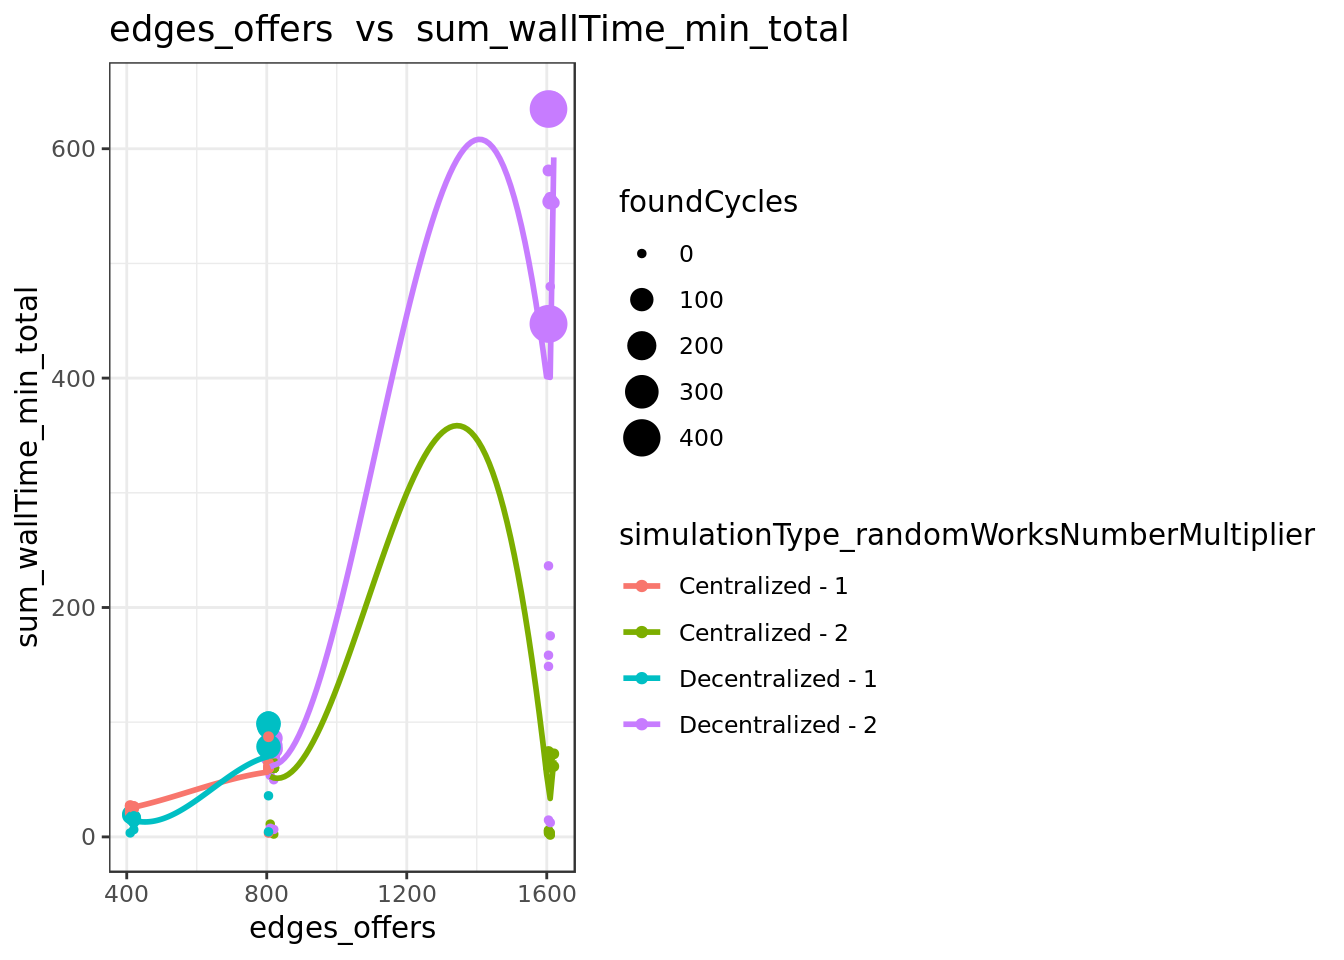 edges_offers  vs  sum_wallTime_min_total
sum_wallTime_min_total
600
400
200
0
400 800 1200 1600
edges_offers
foundCycles
0
100
200
300
400
simulationType_randomWorksNumberMultiplier
Centralized - 1
Centralized - 2
Decentralized - 1
Decentralized - 2